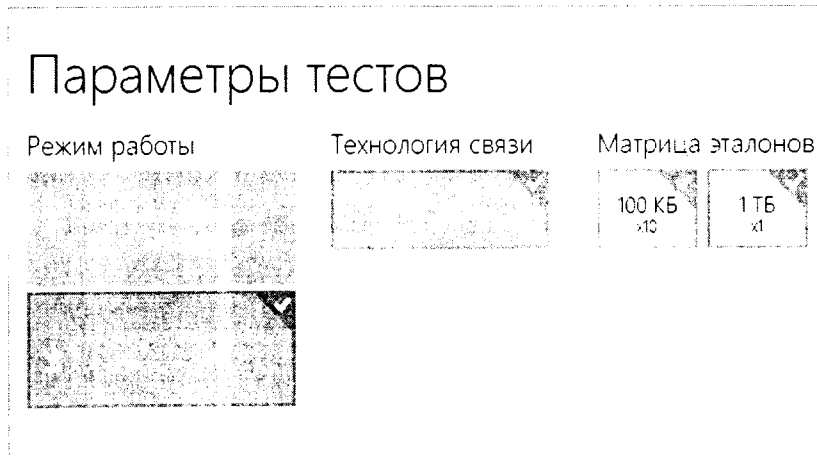 Параметры тестов
Режим работы
Технология связи
Матрица эталонов
100 КБ
x10
1 ТБ
x1